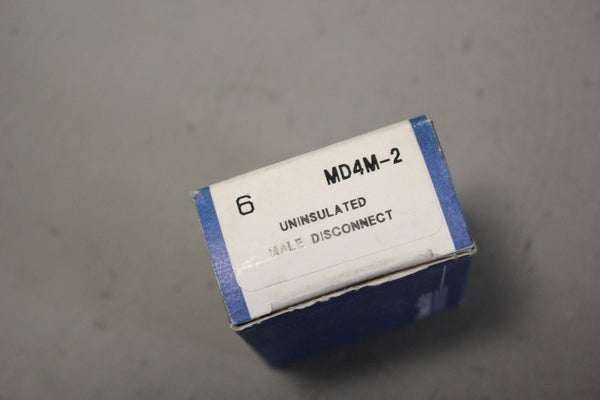 6 MD4M-2
UNINSULATED
MALE DISCONNECT